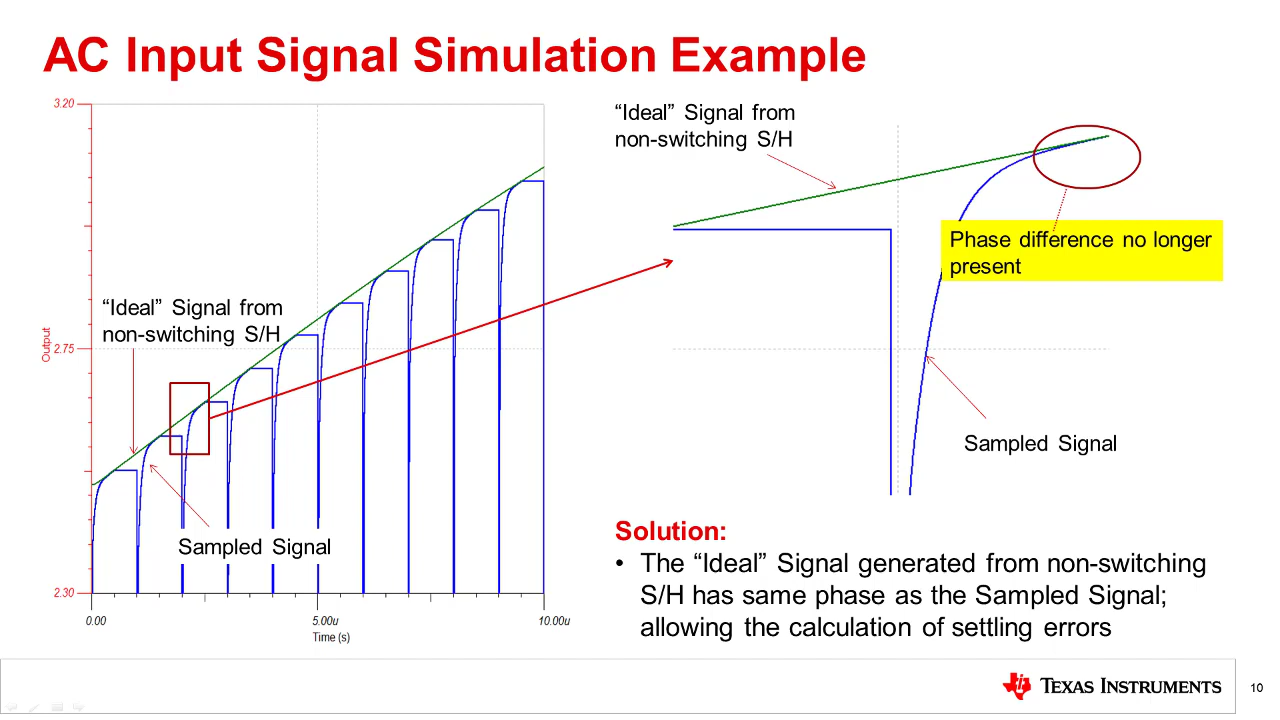 AC Input Signal Simulation Example
3.20
2.75
2.30
Output
0.00
5.00u
10.00u
Time (s)
“Ideal” Signal from
non-switching S/H
Sampled Signal
“Ideal” Signal from
non-switching S/H
Phase difference no longer
present
Sampled Signal
Solution:
• The “Ideal” Signal generated from non-switching
S/H has same phase as the Sampled Signal;
allowing the calculation of settling errors
TEXAS INSTRUMENTS
10